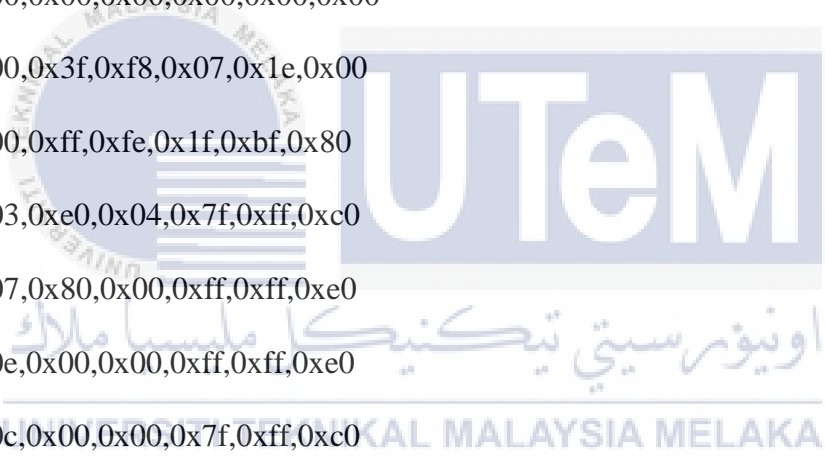 00,0x00,0x00,0x00,0x00,0x00
00,0x3f,0xf8,0x07,0x1e,0x00
00,0xff,0xfe,0x1f,0xbf,0x80
03,0xe0,0x04,0x7f,0xff,0xc0
07,0x80,0x00,0xff,0xff,0xe0
0e,0x00,0x00,0xff,0xff,0xe0
0c,0x00,0x00,0x7f,0xff,0xc0
UTeM
اونيۏرسيتي تيكنيكل مليسيا ملاك
UNIVERSITI TEKNIKAL MALAYSIA MELAKA